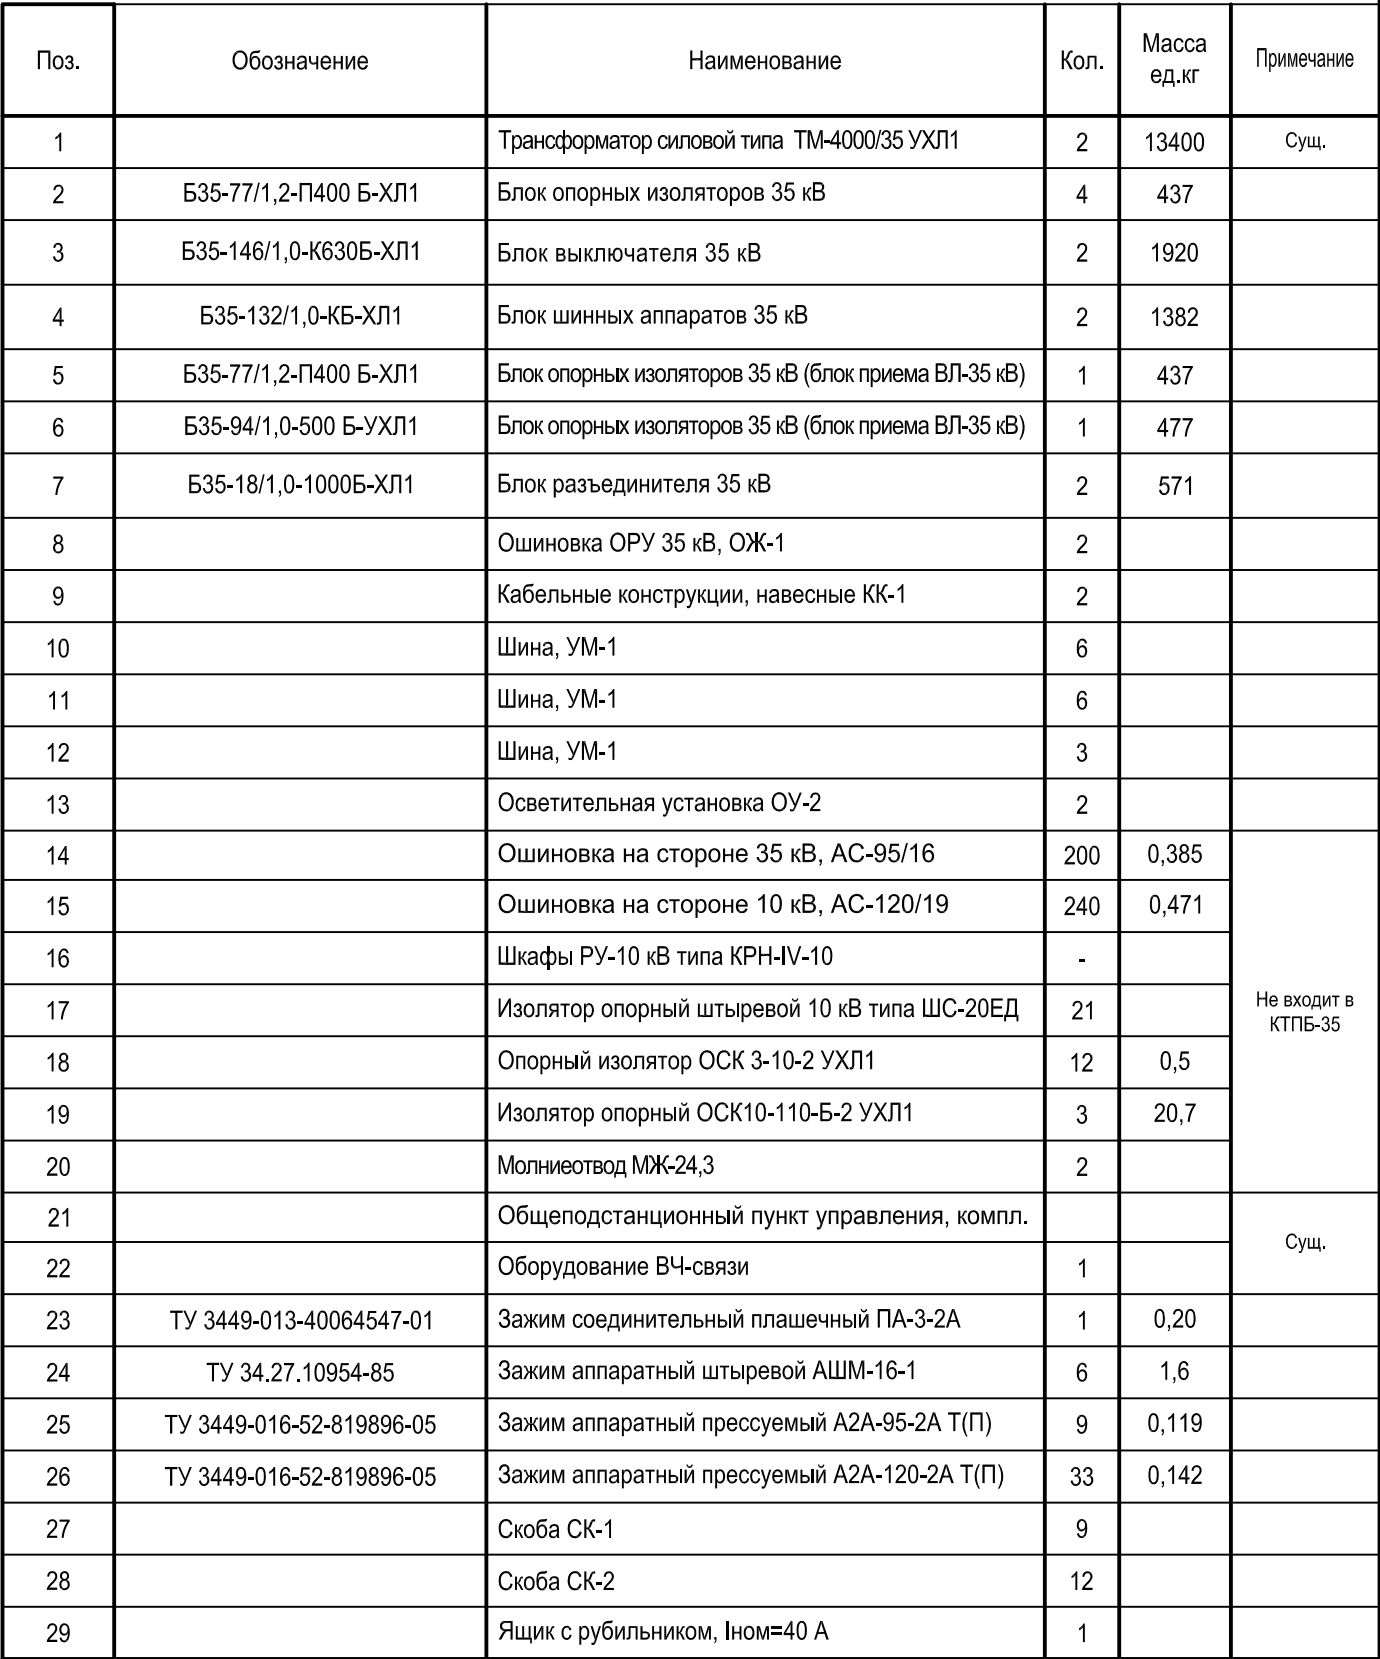 Поз. Обозначение Наименование Кол. Масса ед.кг Примечание
1 Трансформатор силовой типа ТМ-4000/35 УХЛ1 2 13400 Сущ.
2 Б35-77/1,2-П400 Б-ХЛ1 Блок опорных изоляторов 35 кВ 4 437
3 Б35-146/1,0-К630Б-ХЛ1 Блок выключателя 35 кВ 2 1920
4 Б35-132/1,0-КБ-ХЛ1 Блок шинных аппаратов 35 кВ 2 1382
5 Б35-77/1,2-П400 Б-ХЛ1 Блок опорных изоляторов 35 кВ (блок приема ВЛ-35 кВ) 1 437
6 Б35-94/1,0-500 Б-УХЛ1 Блок опорных изоляторов 35 кВ (блок приема ВЛ-35 кВ) 1 477
7 Б35-18/1,0-1000Б-ХЛ1 Блок разъединителя 35 кВ 2 571
8 Ошиновка ОРУ 35 кВ, ОЖ-1 2
9 Кабельные конструкции, навесные КК-1 2
10 Шина, УМ-1 6
11 Шина, УМ-1 6
12 Шина, УМ-1 3
13 Осветительная установка ОУ-2 2
14 Ошиновка на стороне 35 кВ, АС-95/16 200 0,385
15 Ошиновка на стороне 10 кВ, АС-120/19 240 0,471
16 Шкафы РУ-10 кВ типа КРН-IV-10 -
17 Изолятор опорный штыревой 10 кВ типа ШС-20ЕД 21 Не входит в КТПБ-35
18 Опорный изолятор ОСК 3-10-2 УХЛ1 12 0,5
19 Изолятор опорный ОСК10-110-Б-2 УХЛ1 3 20,7
20 Молниеотвод МЖ-24,3 2
21 Общеподстанционный пункт управления, компл. Сущ.
22 Оборудование ВЧ-связи 1
23 ТУ 3449-013-40064547-01 Зажим соединительный плашечный ПА-3-2А 1 0,20
24 ТУ 34.27.10954-85 Зажим аппаратный штыревой АШМ-16-1 6 1,6
25 ТУ 3449-016-52-819896-05 Зажим аппаратный прессуемый А2А-95-2А Т(П) 9 0,119
26 ТУ 3449-016-52-819896-05 Зажим аппаратный прессуемый А2А-120-2А Т(П) 33 0,142
27 Скоба СК-1 9
28 Скоба СК-2 12
29 Ящик с рубильником, Iном=40 А 1